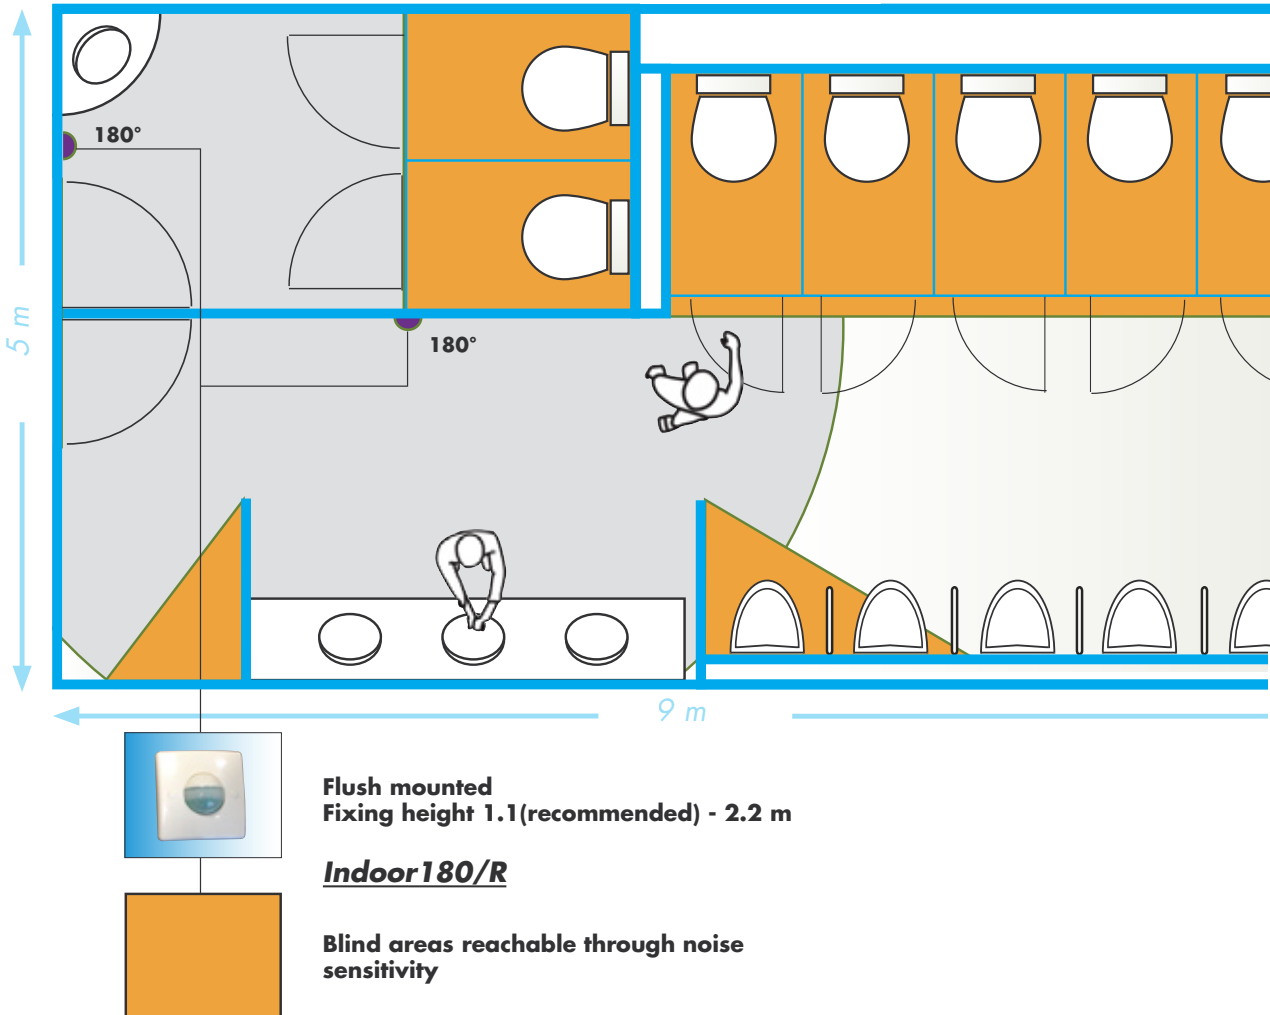 180°
180°
5 m
9 m
Flush mounted
Fixing height 1.1(recommended) - 2.2 m
Indoor180/R
Blind areas reachable through noise
sensitivity